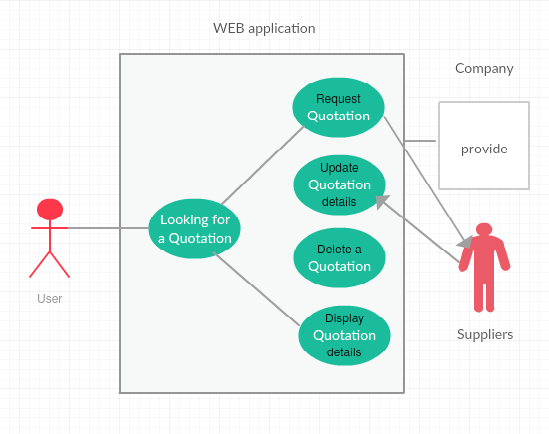 WEB application
Company
Request
Quotation
provide
Update
Quotation
details
Looking for
a Quotation
Delete a
Quotation
User
Display
Quotation
details
Suppliers